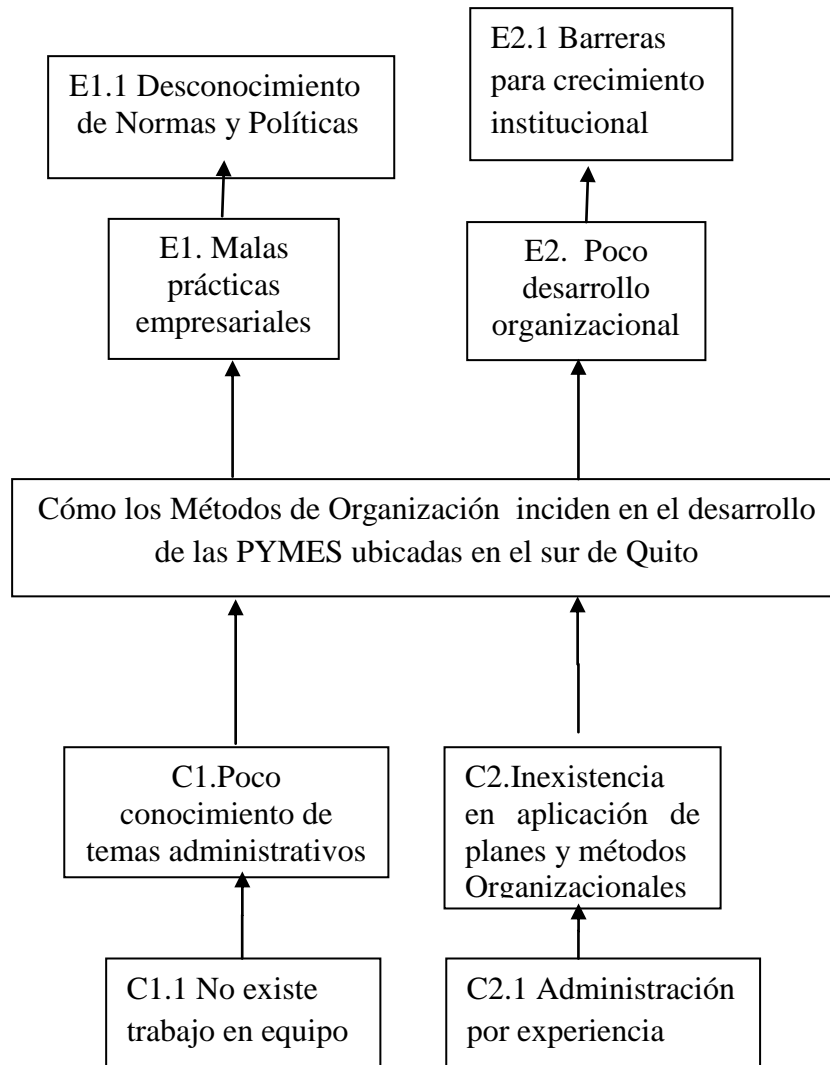 E1.1 Desconocimiento
de Normas y Políticas
E2.1 Barreras
para crecimiento
institucional
E1. Malas
prácticas
empresariales
E2. Poco
desarrollo
organizacional
Cómo los Métodos de Organización inciden en el desarrollo
de las PYMES ubicadas en el sur de Quito
C1.Poco
conocimiento de
temas administrativos
C2.Inexistencia
en aplicación de
planes y métodos
Organizacionales
C1.1 No existe
trabajo en equipo
C2.1 Administración
por experiencia